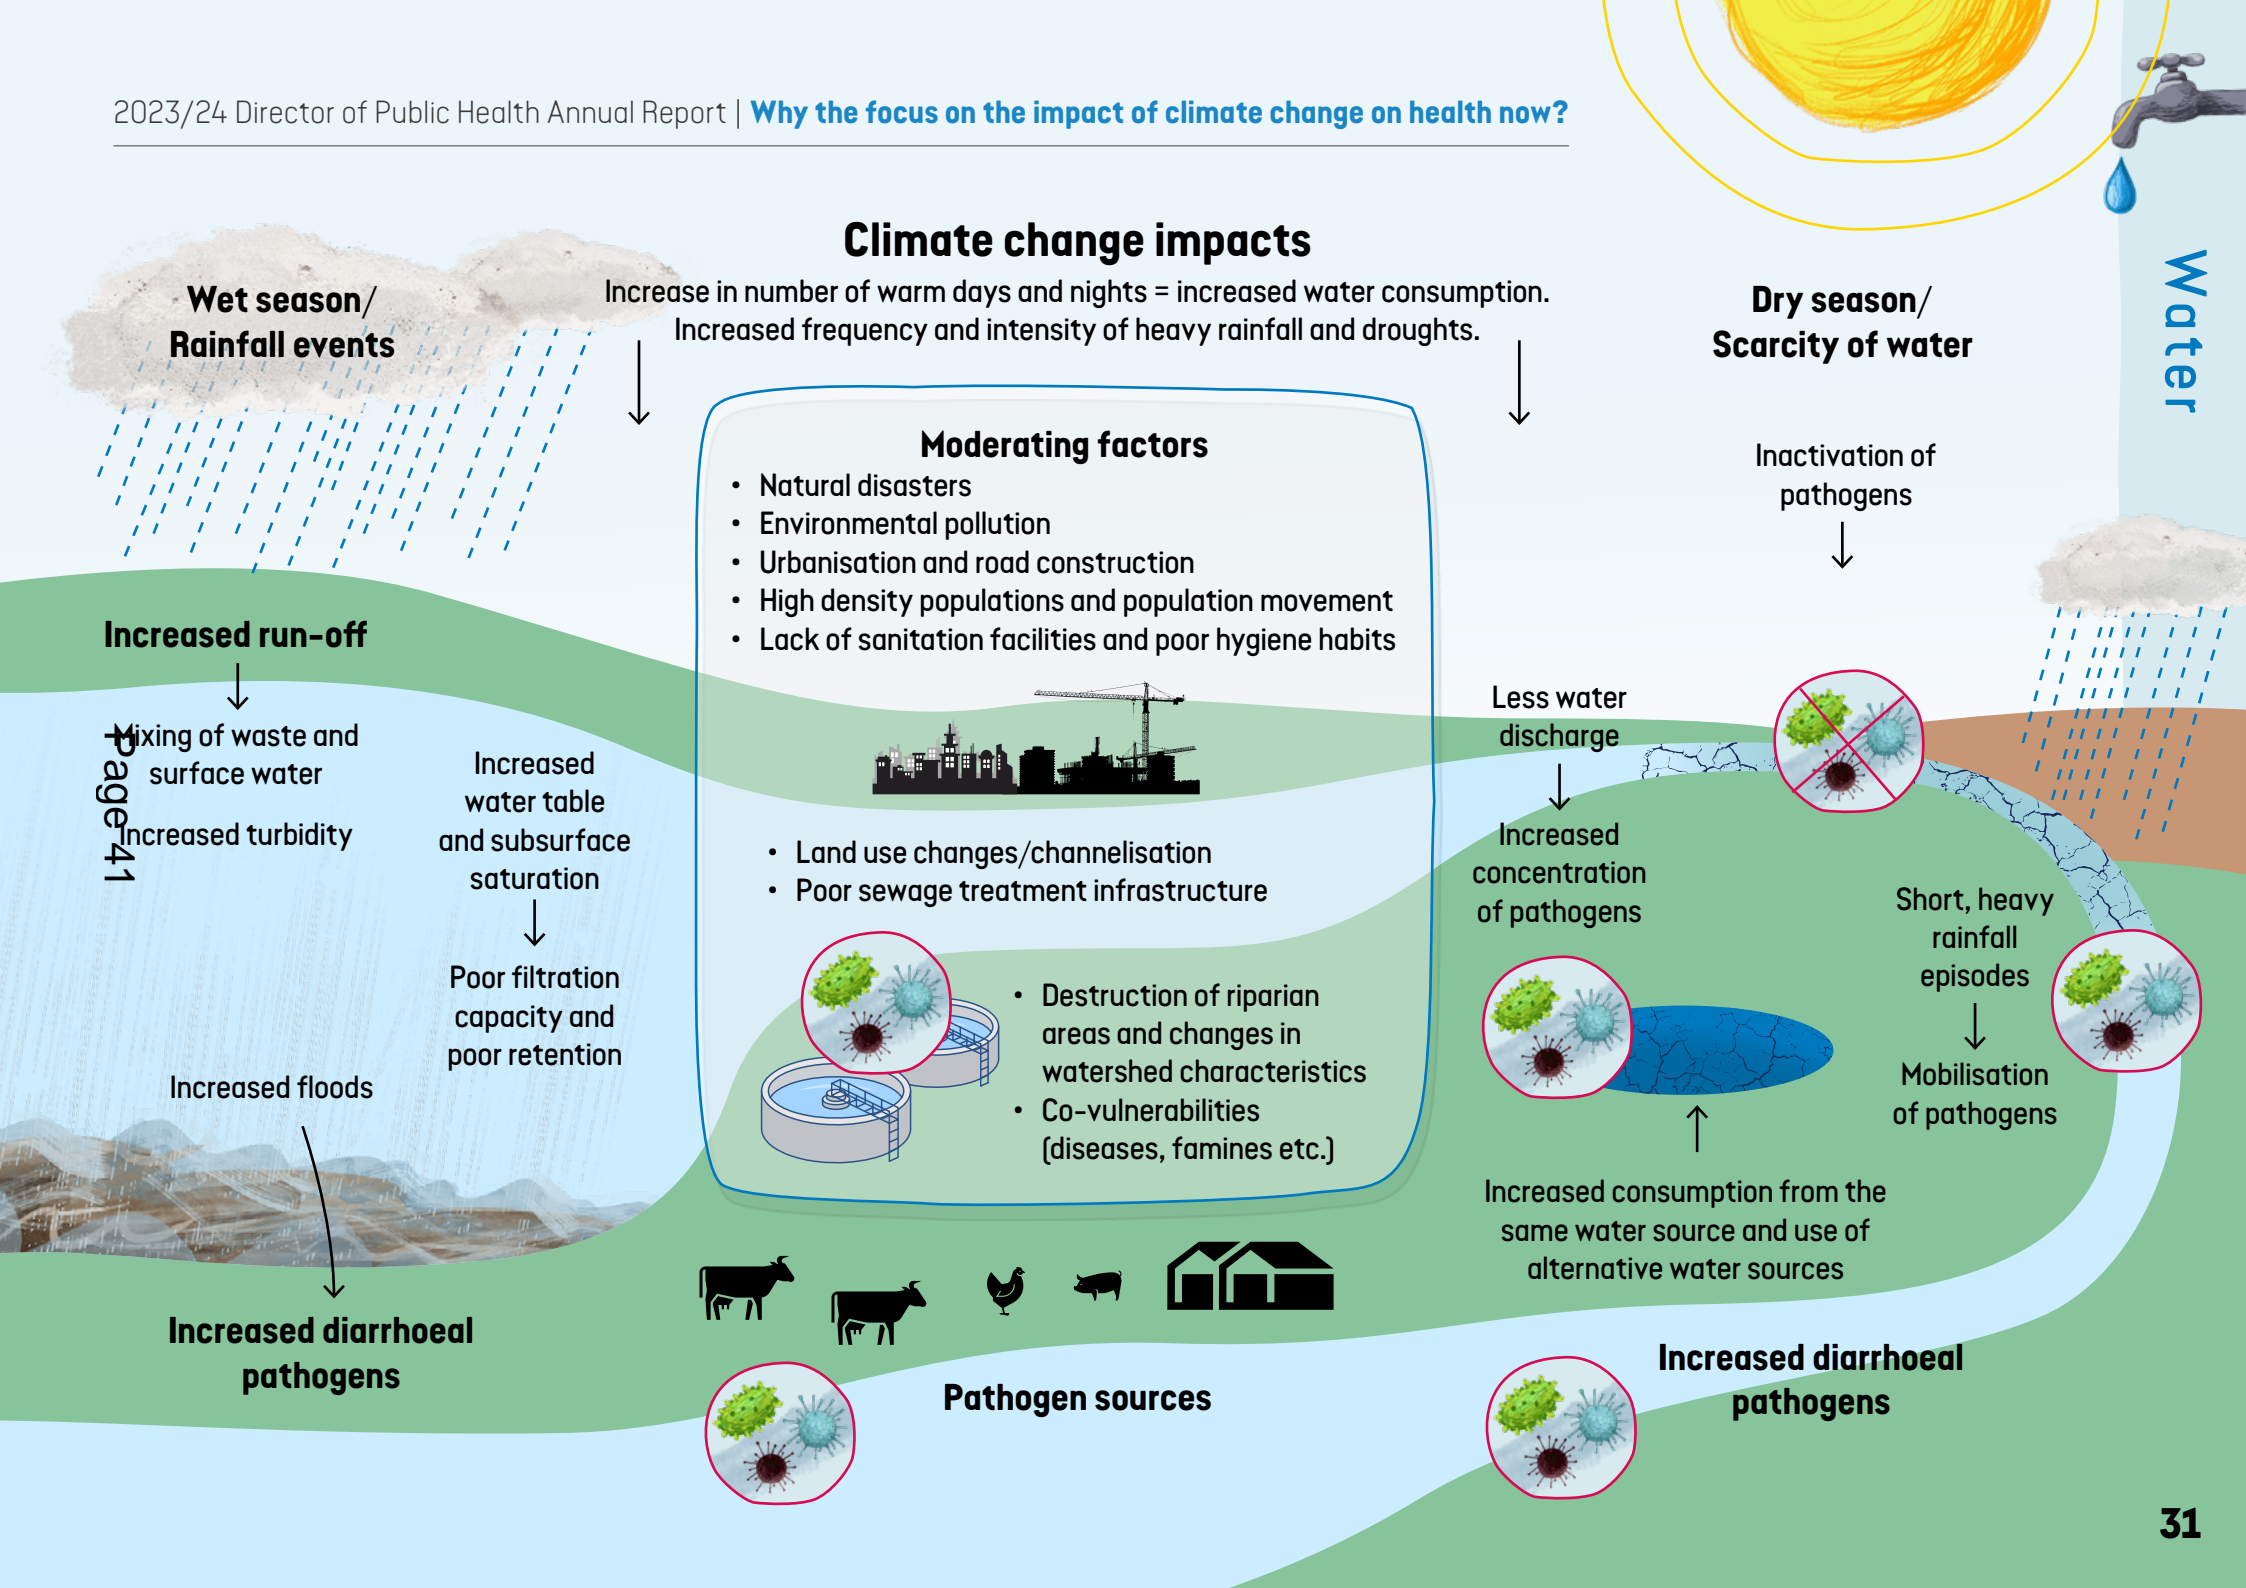 2023/24 Director of Public Health Annual Report | Why the focus on the impact of climate change on health now?
Water
Climate change impacts
Increase in number of warm days and nights = increased water consumption.
Increased frequency and intensity of heavy rainfall and droughts.
Wet season/
Rainfall events
Increased run-off
Mixing of waste and
surface water
Increased turbidity
Page 41
Increased
water table
and subsurface
saturation
Poor filtration
capacity and
poor retention
Increased floods
Increased diarrhoeal
pathogens
Moderating factors
• Natural disasters
• Environmental pollution
• Urbanisation and road construction
• High density populations and population movement
• Lack of sanitation facilities and poor hygiene habits
• Land use changes/channelisation
• Poor sewage treatment infrastructure
• Destruction of riparian
areas and changes in
watershed characteristics
• Co-vulnerabilities
(diseases, famines etc.)
Pathogen sources
Dry season/
Scarcity of water
Inactivation of
pathogens
Less water
discharge
Increased
concentration
of pathogens
Short, heavy
rainfall
episodes
Mobilisation
of pathogens
Increased consumption from the
same water source and use of
alternative water sources
Increased diarrhoeal
pathogens
31